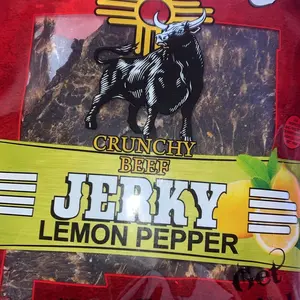 CRUNCHY
BEEF
JERKY
LEMON PEPPER